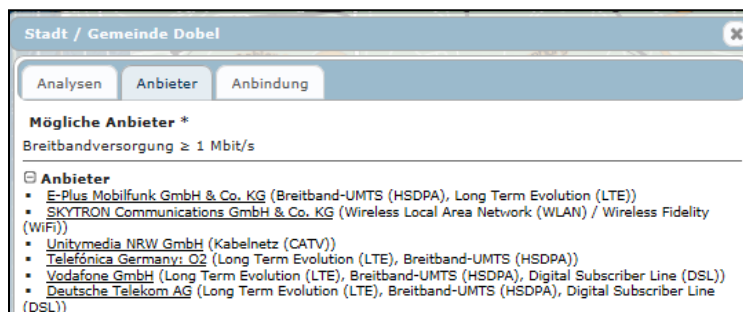 Stadt / Gemeinde Dobel
Analysen Anbieter Anbindung
Mögliche Anbieter *
Breitbandversorgung ≥ 1 Mbit/s
Anbieter
▪ E-Plus Mobilfunk GmbH & Co. KG (Breitband-UMTS (HSDPA), Long Term Evolution (LTE))
▪ SKYTRON Communications GmbH & Co. KG (Wireless Local Area Network (WLAN) / Wireless Fidelity
(WiFi))
▪ Unitymedia NRW GmbH (Kabelnetz (CATV))
▪ Telefónica Germany: O2 (Long Term Evolution (LTE), Breitband-UMTS (HSDPA))
▪ Vodafone GmbH (Long Term Evolution (LTE), Breitband-UMTS (HSDPA), Digital Subscriber Line (DSL))
▪ Deutsche Telekom AG (Long Term Evolution (LTE), Breitband-UMTS (HSDPA), Digital Subscriber Line
(DSL))